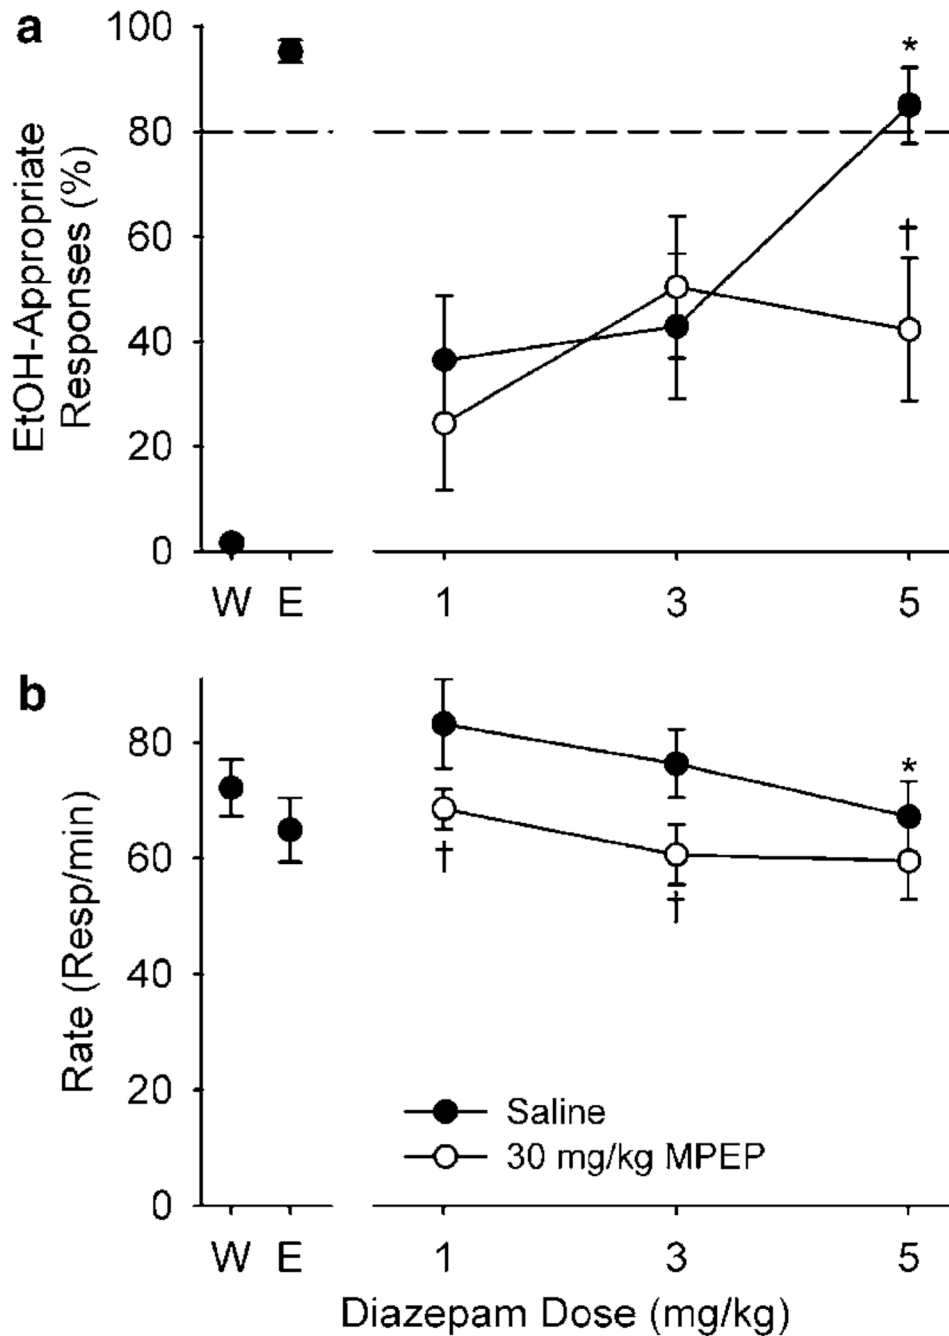 a
EtOH-Appropriate
Responses (%)
100
80
60
40
20
0
*
†
W E 1 3 5
b
Rate (Resp/min)
80
60
40
20
0
*
† †
Saline
30 mg/kg MPEP
W E 1 3 5
Diazepam Dose (mg/kg)